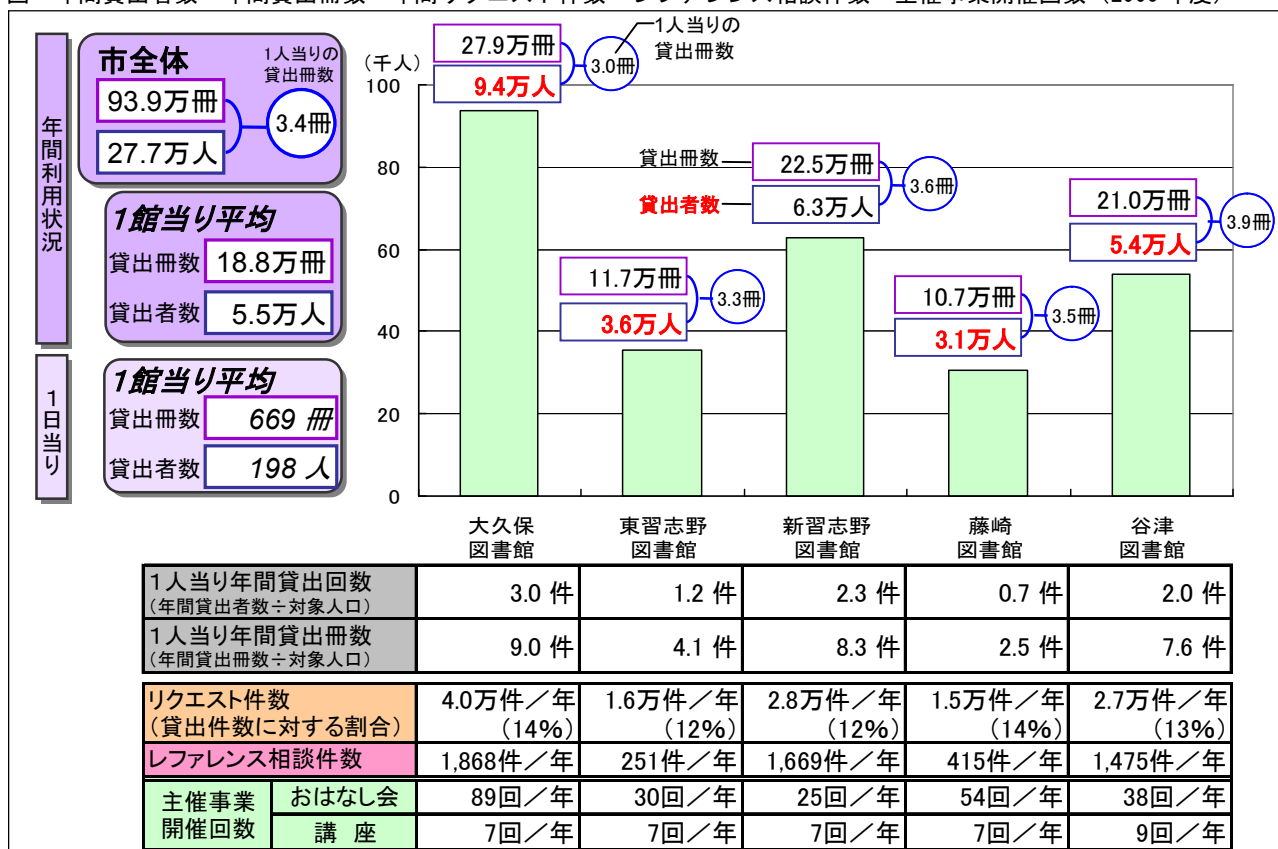 年間利用状況
市全体
1人当りの
貸出冊数
93.9万冊
27.7万人
3.4冊
1館当り平均
貸出冊数 18.8万冊
貸出者数 5.5万人
1日当り
1館当り平均
貸出冊数 669 冊
貸出者数 198 人
(千人)
100
80
60
40
20
0
27.9万冊
9.4万人
3.0冊
1人当りの
貸出冊数
11.7万冊
3.6万人
3.3冊
貸出冊数
貸出者数
22.5万冊
6.3万人
3.6冊
10.7万冊
3.1万人
3.5冊
21.0万冊
5.4万人
3.9冊
大久保 東習志野 新習志野 藤崎 谷津
図書館 図書館 図書館 図書館 図書館
1人当り年間貸出回数 3.0 件 1.2 件 2.3 件 0.7 件 2.0 件
(年間貸出者数÷対象人口)
1人当り年間貸出冊数 9.0 件 4.1 件 8.3 件 2.5 件 7.6 件
(年間貸出冊数÷対象人口)
リクエスト件数 4.0万件/年 1.6万件/年 2.8万件/年 1.5万件/年 2.7万件/年
(貸出件数に対する割合) (14%) (12%) (12%) (14%) (13%)
レファレンス相談件数 1,868件/年 251件/年 1,669件/年 415件/年 1,475件/年
主催事業
開催回数
おはなし会 89回/年 30回/年 25回/年 54回/年 38回/年
講 座 7回/年 7回/年 7回/年 7回/年 9回/年